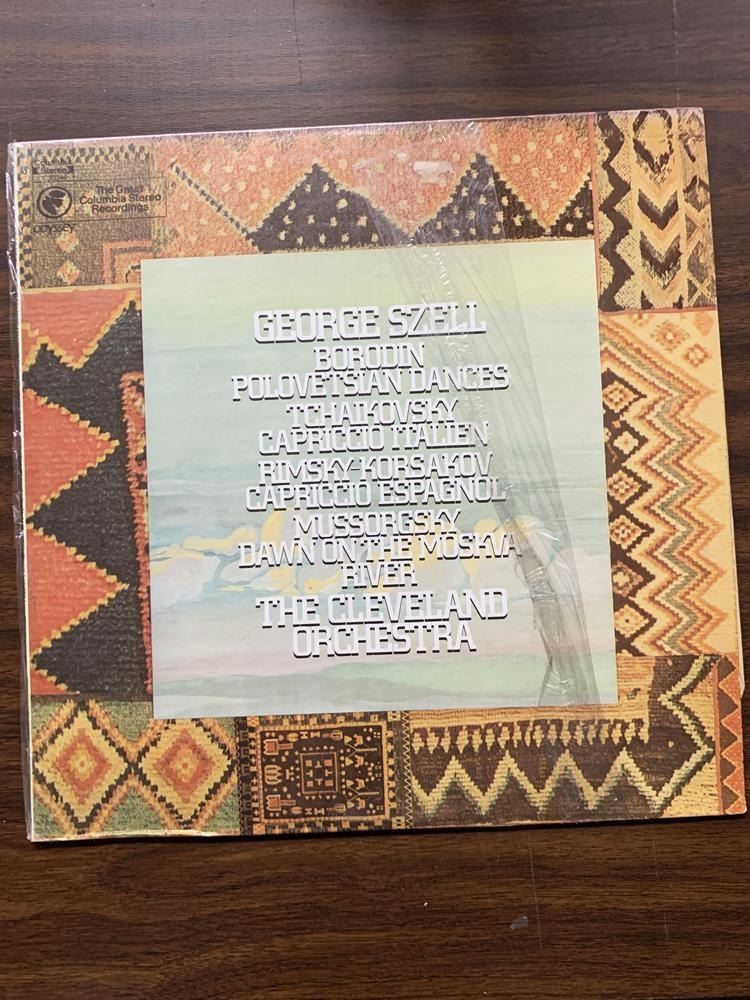 Stereo
The Great
Columbia Stereo
Recordings
odyssey
GEORGE SZELL
BORODIN
POLOVETSIAN DANCES
TCHAIKOVSKY
CAPRICCIO ITALIEN
RIMSKY-KORSAKOV
CAPRICCIO ESPAGNOL
MUSSORGSKY
DAWN ON THE MOSKVA
RIVER
THE CLEVELAND
ORCHESTRA